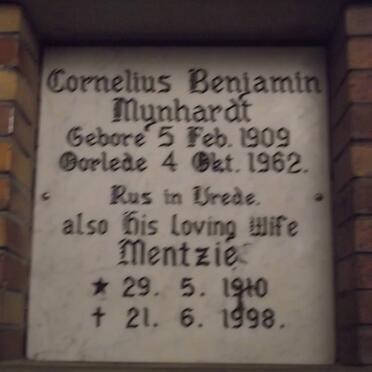 Cornelius Benjamin
Mynhardt
Gebore 5 Feb. 1909
Oorlede 4 Okt. 1962.
Rus in Vrede.
also His Loving Wife
Mentzie
★ 29. 5. 1910
✝ 21. 6. 1998.